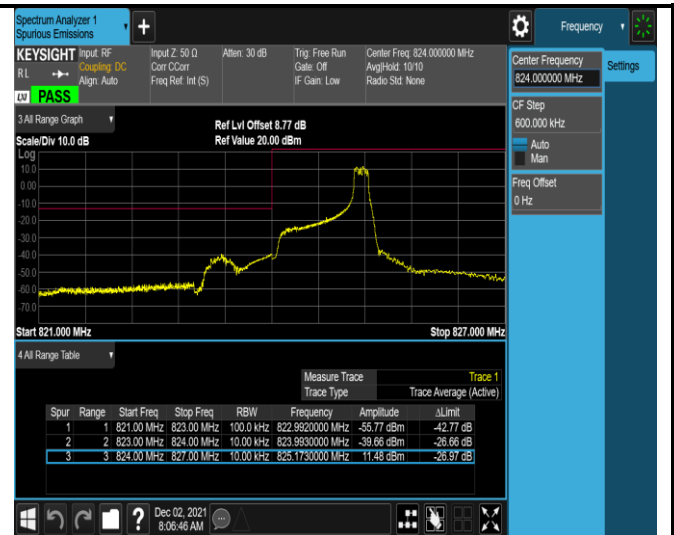 Spectrum Analyzer 1
Spurious Emissions
Frequency
KEYSIGHT
R L
LXI
PASS
Input: RF
Coupling: DC
Align: Auto
Input Z: 50 Ω
Corr CCorr
Freq Ref: Int (S)
Atten: 30 dB
Trig: Free Run
Gate: Off
IF Gain: Low
Center Freq: 824.000000 MHz
Avg|Hold: 10/10
Radio Std: None
Center Frequency
824.000000 MHz
Settings
CF Step
600.000 kHz
Auto
Man
Freq Offset
0 Hz
3 All Range Graph
Scale/Div 10.0 dB
Ref Lvl Offset 8.77 dB
Ref Value 20.00 dBm
Log
10.0
0.00
-10.0
-20.0
-30.0
-40.0
-50.0
-60.0
-70.0
Start 821.000 MHz
Stop 827.000 MHz
4 All Range Table
Measure Trace Trace 1
Trace Type Trace Average (Active)
Spur Range Start Freq Stop Freq RBW Frequency Amplitude ΔLimit
1 1 821.00 MHz 823.00 MHz 100.0 kHz 822.9920000 MHz -55.77 dBm -42.77 dB
2 2 823.00 MHz 824.00 MHz 10.00 kHz 823.9930000 MHz -39.66 dBm -26.66 dB
3 3 824.00 MHz 827.00 MHz 10.00 kHz 825.1730000 MHz 11.48 dBm -26.97 dB
?
Dec 02, 2021
8:06:46 AM